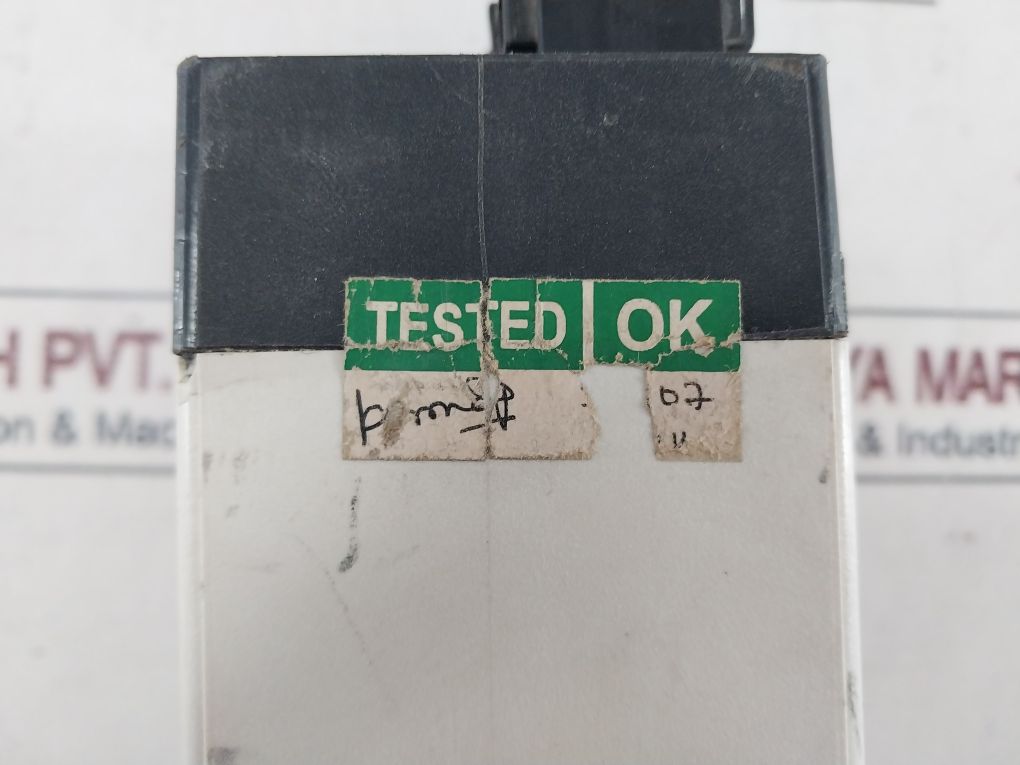 TESTED OK
07
H PVT.
YA MAR
on & Mac
& Industr